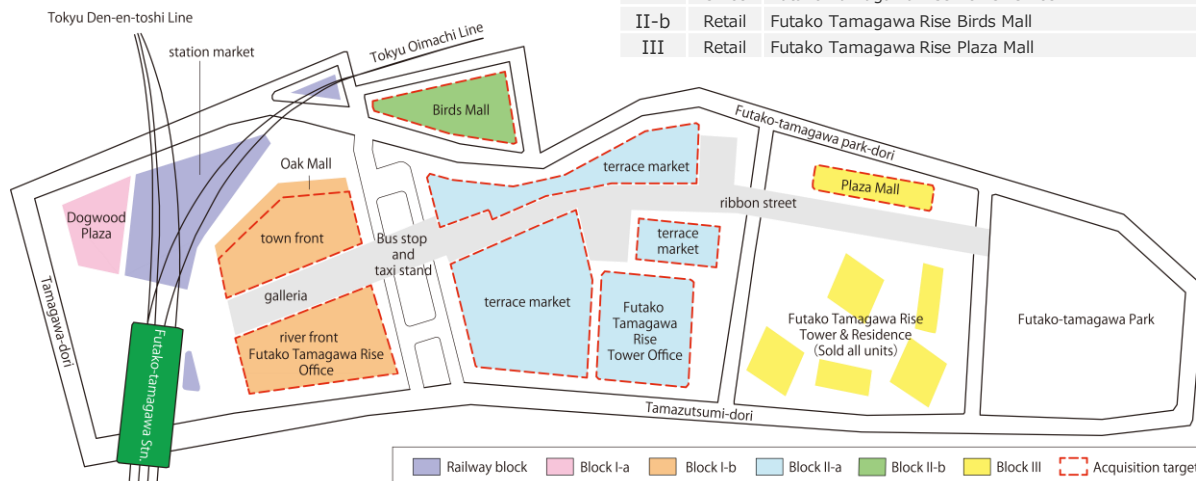 II-b Retail Futako Tamagawa Rise Birds Mall
III Retail Futako Tamagawa Rise Plaza Mall
Tokyu Den-en-toshi Line
station market
Tokyu Oimachi Line
Birds Mall
Futako-tamagawa park-dori
Oak Mall
terrace market
Plaza Mall
Dogwood
Plaza
ribbon street
town front
Bus stop
and
taxi stand
terrace
market
galleria
terrace market
Tamagawa-dori
Futako
Tamagawa
Rise
Tower Office
Futako Tamagawa Rise
Tower & Residence
(Sold all units)
Futako-tamagawa Park
river front
Futako Tamagawa Rise
Office
Futako-tamagawa Stn.
Tamazutsumi-dori
Railway block
Block I-a
Block I-b
Block II-a
Block II-b
Block III
Acquisition target